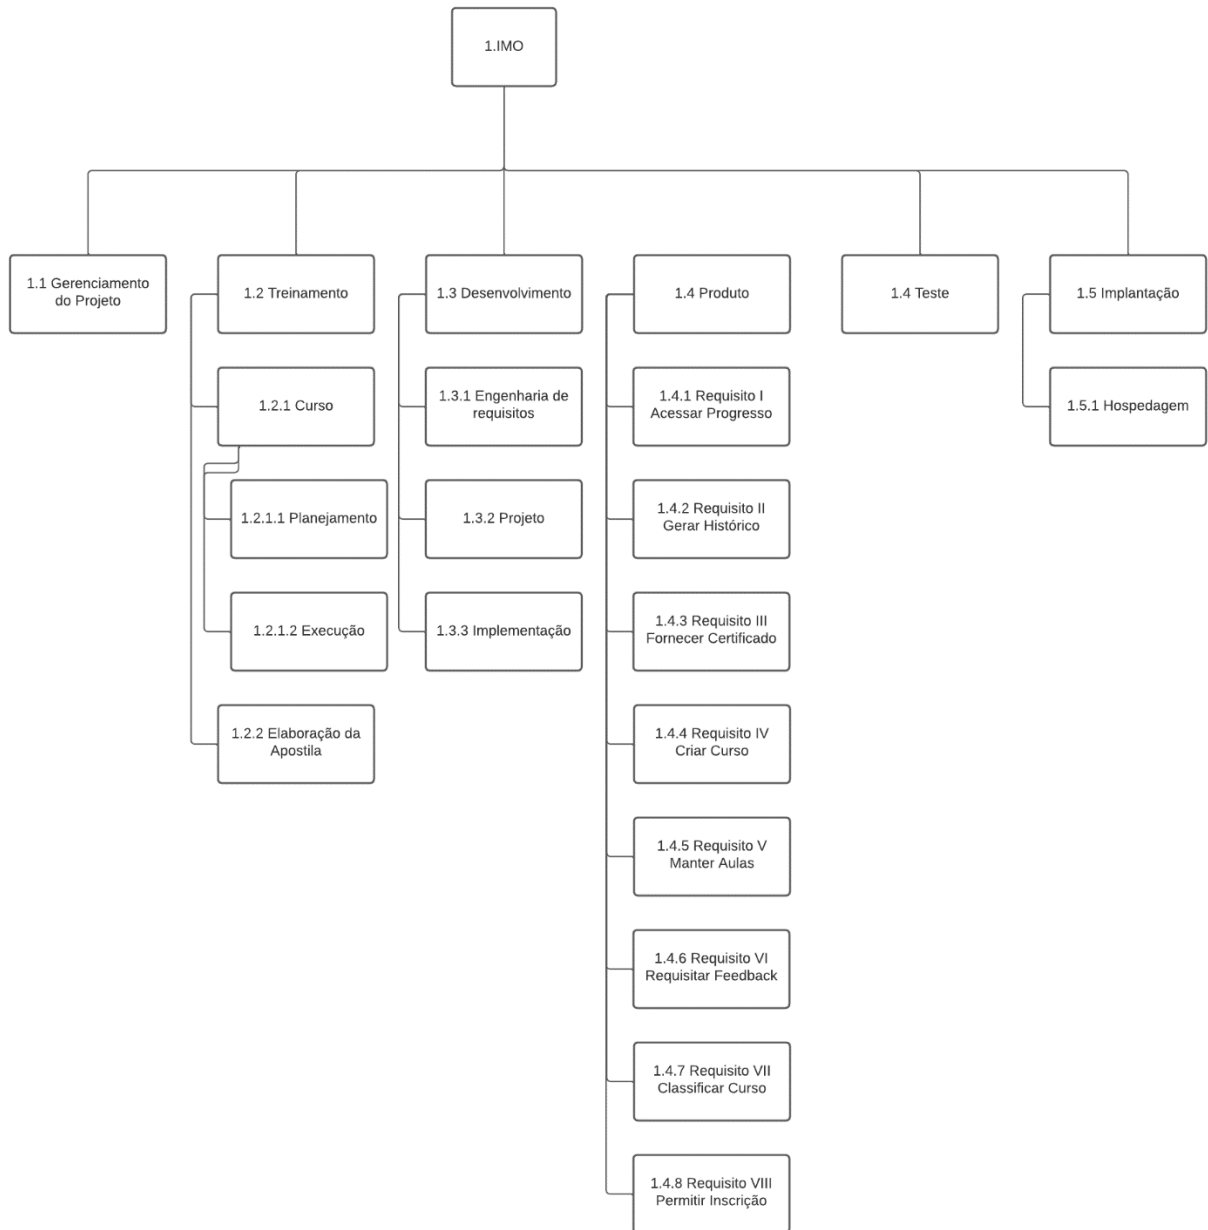 1.IMO
1.1 Gerenciamento
do Projeto
1.2 Treinamento
1.3 Desenvolvimento
1.4 Produto
1.4 Teste
1.5 Implantação
1.2.1 Curso
1.3.1 Engenharia de
requisitos
1.4.1 Requisito I
Acessar Progresso
1.5.1 Hospedagem
1.2.1.1 Planejamento
1.3.2 Projeto
1.4.2 Requisito II
Gerar Histórico
1.2.1.2 Execução
1.3.3 Implementação
1.4.3 Requisito III
Fornecer Certificado
1.2.2 Elaboração da
Apostila
1.4.4 Requisito IV
Criar Curso
1.4.5 Requisito V
Manter Aulas
1.4.6 Requisito VI
Requisitar Feedback
1.4.7 Requisito VII
Classificar Curso
1.4.8 Requisito VIII
Permitir Inscrição